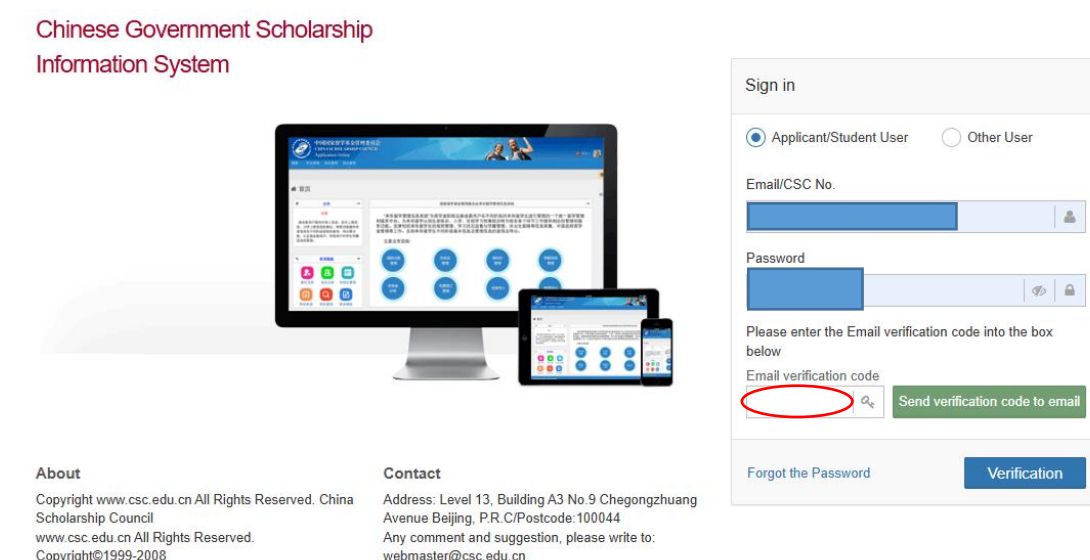 Chinese Government Scholarship
Information System
Sign in
Applicant/Student User
Other User
Email/CSC No.
Password
Please enter the Email verification code into the box
below
Email verification code
Send verification code to email
Forgot the Password
Verification
首页
About
Copyright www.csc.edu.cn All Rights Reserved. China
Scholarship Council
www.csc.edu.cn All Rights Reserved.
Copyright©1999-2008
Contact
Address: Level 13, Building A3 No.9 Chegongzhuang
Avenue Beijing, P.R.C/Postcode:100044
Any comment and suggestion, please write to:
webmaster@csc.edu.cn